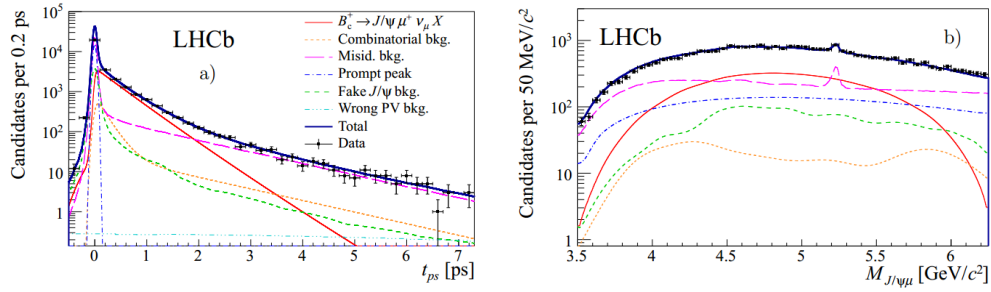 Candidates per 0.2 ps
10⁵
10⁴
10³
10²
10
1
LHCb
a)
B_c⁺ → J/ψ μ⁺ ν_μ X
Combinatorial bkg.
Misid. bkg.
Prompt peak
Fake J/ψ bkg.
Wrong PV bkg.
Total
Data
0 1 2 3 4 5 6 7
t_ps [ps]
Candidates per 50 MeV/c²
10³
10²
10
1
LHCb
b)
3.5 4 4.5 5 5.5 6
M_J/ψμ [GeV/c²]